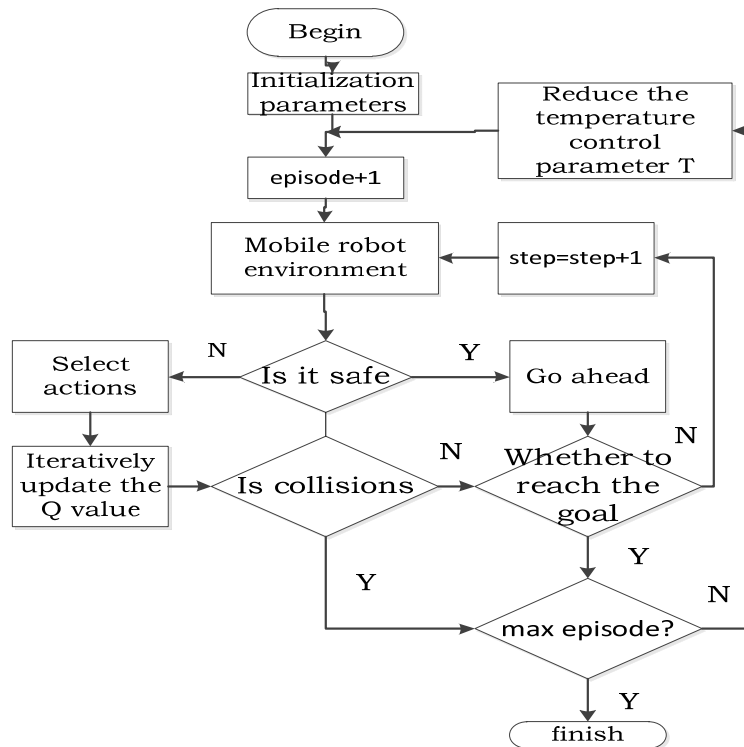 Begin
Initialization
parameters
Reduce the
temperature
control
parameter T
episode+1
Mobile robot
environment
step=step+1
N
Y
Select
actions
Is it safe
Go ahead
N
N
Iteratively
update the
Q value
Is collisions
Whether to
reach the
goal
Y
Y
N
max episode?
Y
finish